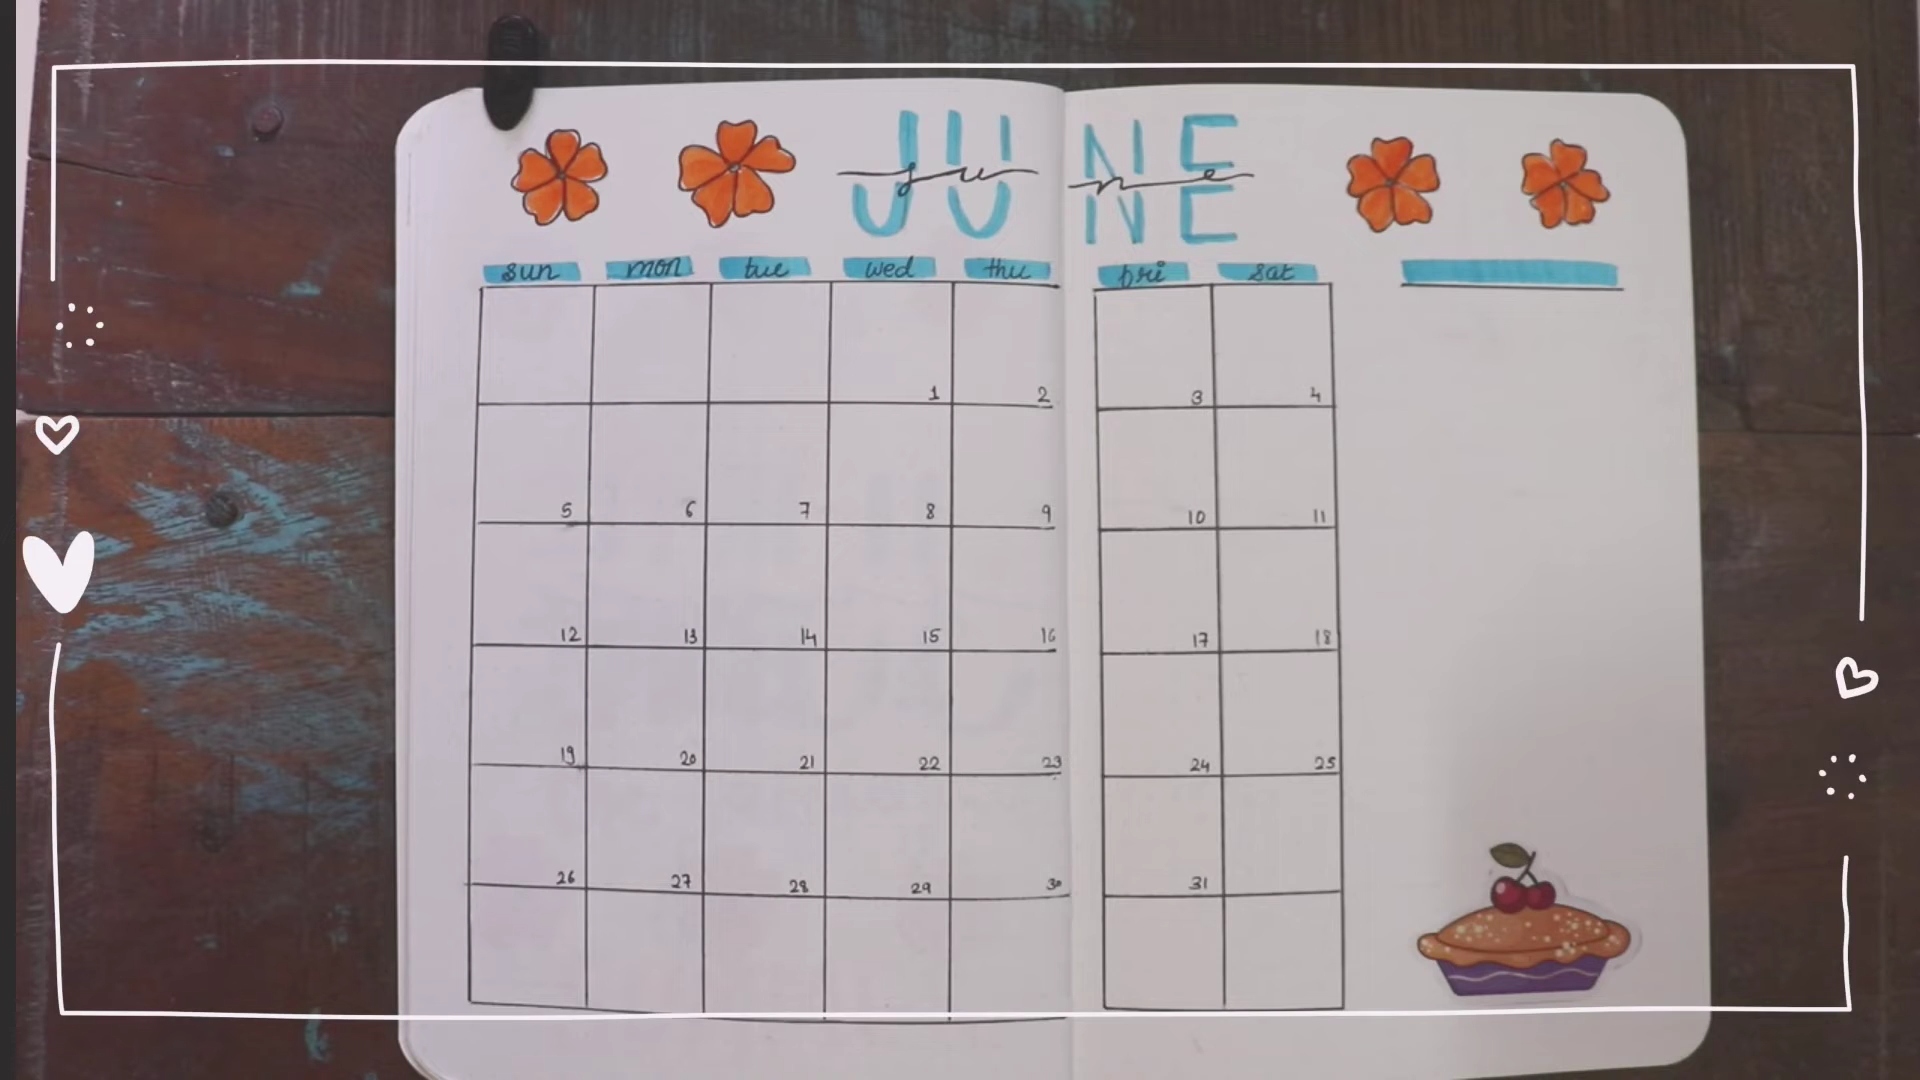 JUNE
june
sun mon tue wed thu fri sat
1 2 3 4
5 6 7 8 9 10 11
12 13 14 15 16 17 18
19 20 21 22 23 24 25
26 27 28 29 30 31